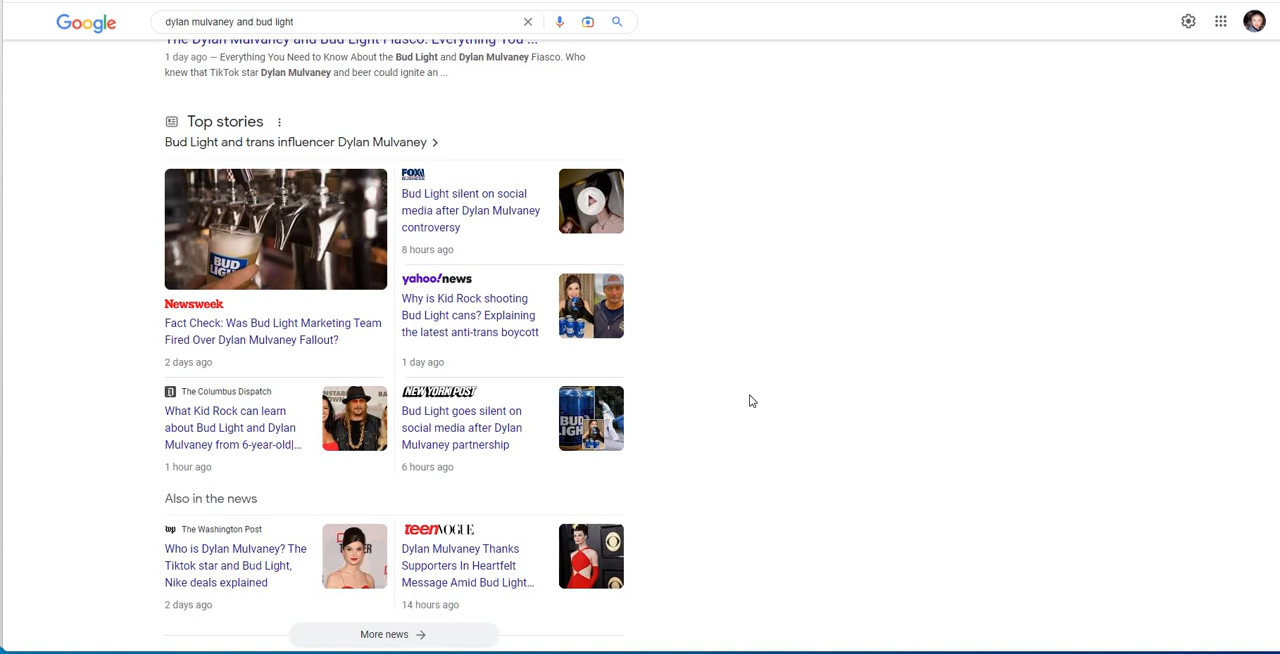 Google
dylan mulvaney and bud light
The Dylan Mulvaney and Bud Light Fiasco: Everything You ...
1 day ago — Everything You Need to Know About the Bud Light and Dylan Mulvaney Fiasco. Who
knew that TikTok star Dylan Mulvaney and beer could ignite an ...
Top stories
Bud Light and trans influencer Dylan Mulvaney
BUD
LIGHT
Newsweek
Fact Check: Was Bud Light Marketing Team
Fired Over Dylan Mulvaney Fallout?
2 days ago
FOX
BUSINESS
Bud Light silent on social
media after Dylan Mulvaney
controversy
8 hours ago
yahoo!news
Why is Kid Rock shooting
Bud Light cans? Explaining
the latest anti-trans boycott
1 day ago
The Columbus Dispatch
What Kid Rock can learn
about Bud Light and Dylan
Mulvaney from 6-year-old|...
1 hour ago
NEW YORK POST
Bud Light goes silent on
social media after Dylan
Mulvaney partnership
6 hours ago
BUD
LIGH
Also in the news
wp The Washington Post
Who is Dylan Mulvaney? The
Tiktok star and Bud Light,
Nike deals explained
2 days ago
teenVOGUE
Dylan Mulvaney Thanks
Supporters In Heartfelt
Message Amid Bud Light...
14 hours ago
More news